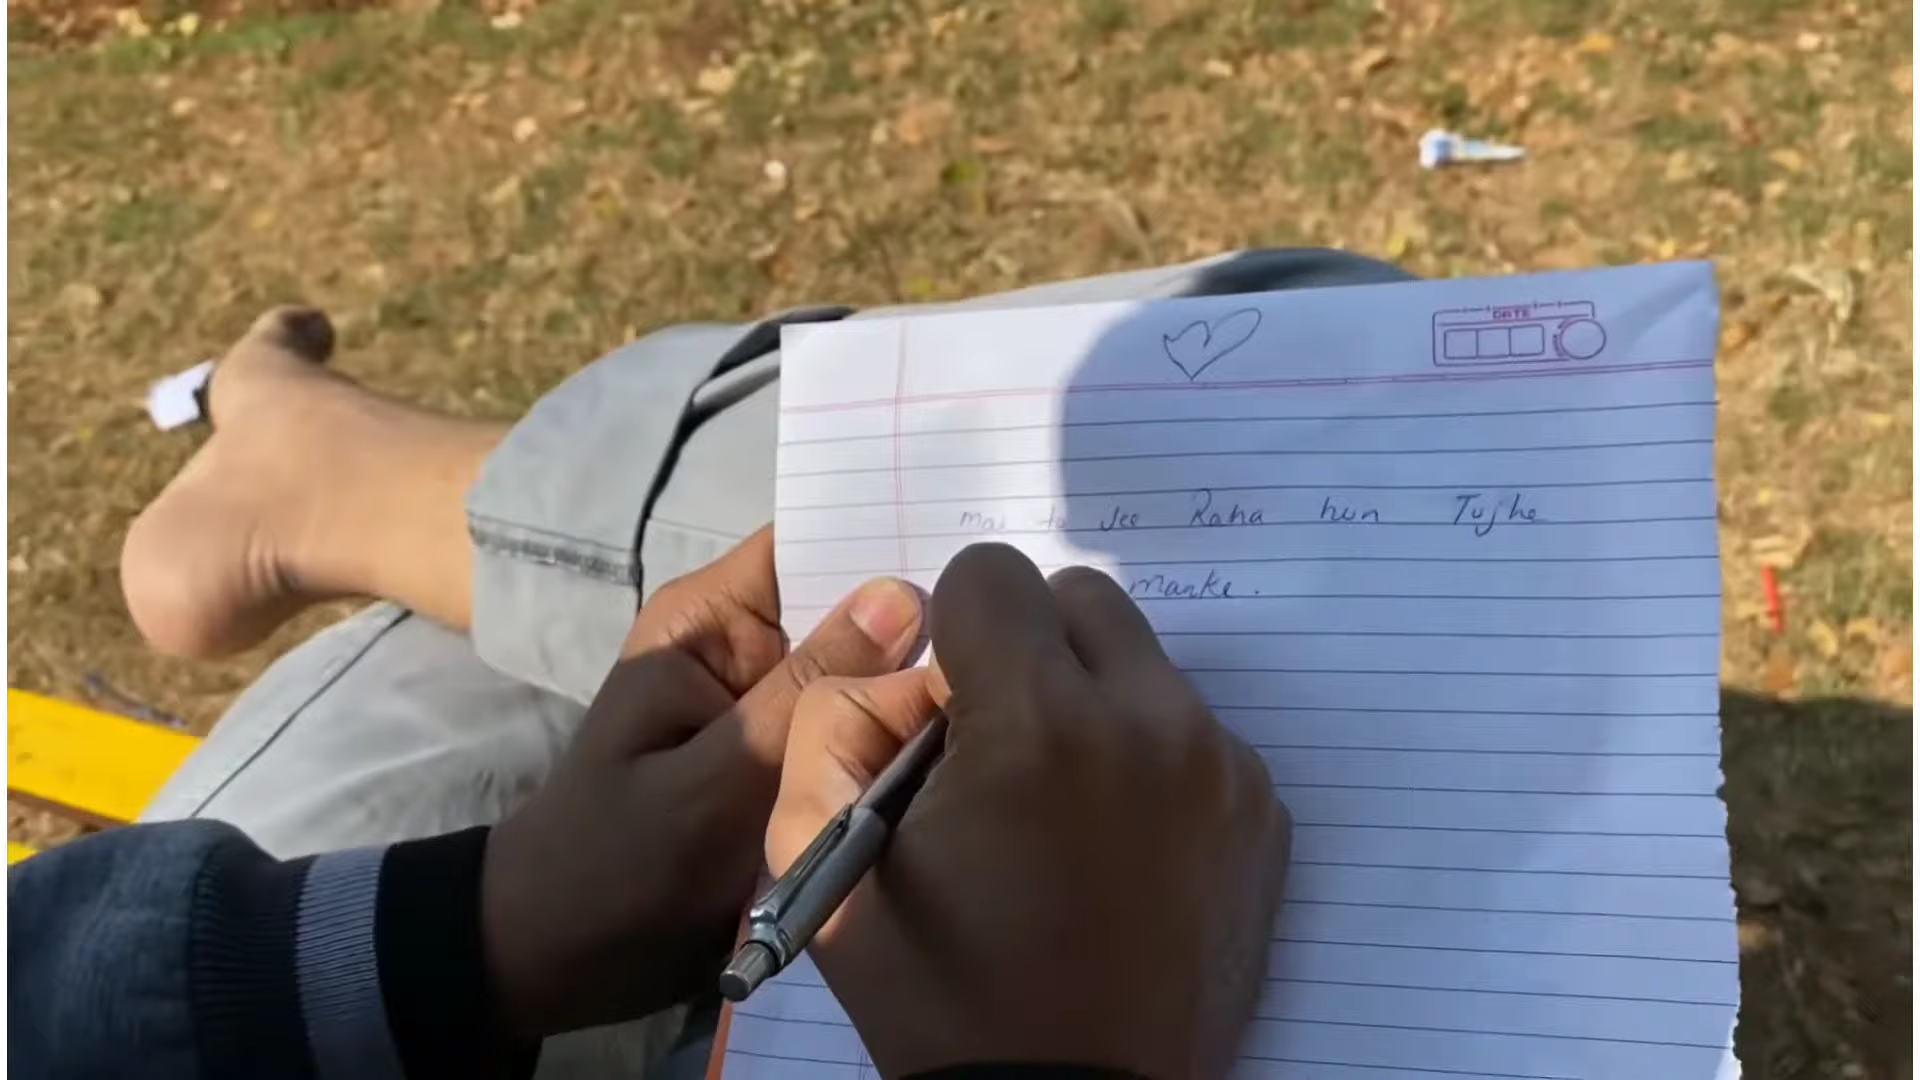 DATE
mai to Jee Raha hun Tujhe
manke.